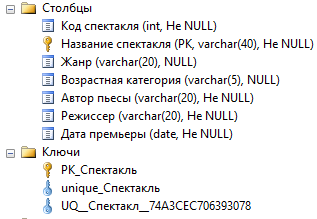 Столбцы
Код спектакля (int, Не NULL)
Название спектакля (PK, varchar(40), Не NULL)
Жанр (varchar(20), Не NULL)
Возрастная категория (varchar(5), Не NULL)
Автор пьесы (varchar(20), Не NULL)
Режиссер (varchar(20), Не NULL)
Дата премьеры (date, Не NULL)
Ключи
PK_Спектакль
unique_Спектакль
UQ__Спектакл__74A3CEC706393078